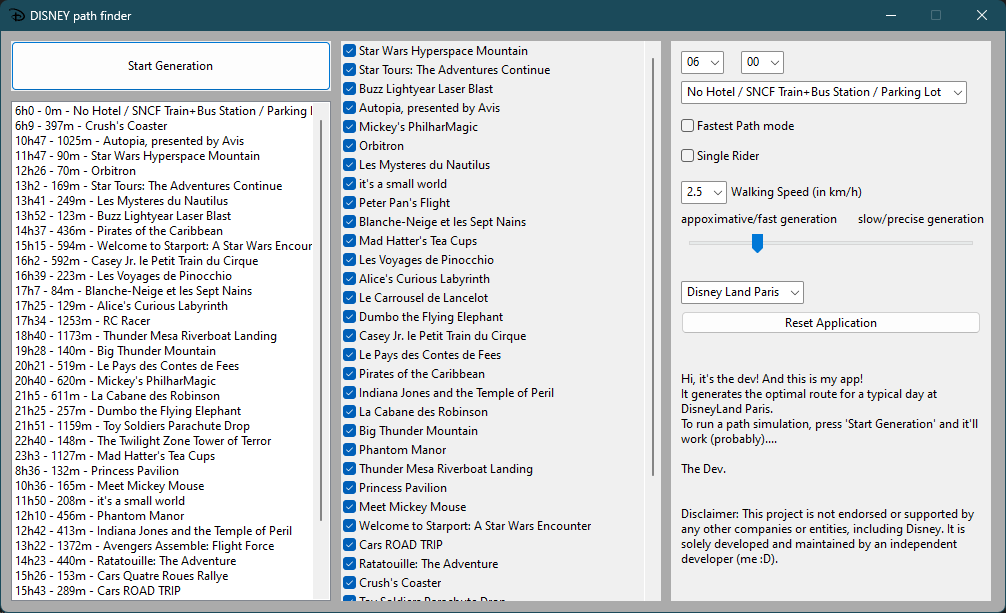 DISNEY path finder
Start Generation
6h0 - 0m - No Hotel / SNCF Train+Bus Station / Parking
6h9 - 397m - Crush's Coaster
10h47 - 1025m - Autopia, presented by Avis
11h47 - 90m - Star Wars Hyperspace Mountain
12h26 - 70m - Orbitron
13h2 - 169m - Star Tours: The Adventures Continue
13h41 - 249m - Les Mysteres du Nautilus
13h52 - 123m - Buzz Lightyear Laser Blast
14h37 - 436m - Pirates of the Caribbean
15h15 - 594m - Welcome to Starport: A Star Wars Encour
16h2 - 592m - Casey Jr. le Petit Train du Cirque
16h39 - 223m - Les Voyages de Pinocchio
17h7 - 84m - Blanche-Neige et les Sept Nains
17h25 - 129m - Alice's Curious Labyrinth
17h34 - 1253m - RC Racer
18h40 - 1173m - Thunder Mesa Riverboat Landing
19h28 - 140m - Big Thunder Mountain
20h21 - 519m - Le Pays des Contes de Fees
20h40 - 620m - Mickey's PhilharMagic
21h5 - 611m - La Cabane des Robinson
21h25 - 257m - Dumbo the Flying Elephant
21h51 - 1159m - Toy Soldiers Parachute Drop
22h40 - 148m - The Twilight Zone Tower of Terror
23h3 - 1127m - Mad Hatter's Tea Cups
8h36 - 132m - Princess Pavilion
10h36 - 165m - Meet Mickey Mouse
11h50 - 208m - it's a small world
12h10 - 456m - Phantom Manor
12h42 - 413m - Indiana Jones and the Temple of Peril
13h22 - 1372m - Avengers Assemble: Flight Force
14h23 - 440m - Ratatouille: The Adventure
15h26 - 153m - Cars Quatre Roues Rallye
15h43 - 289m - Cars ROAD TRIP
Star Wars Hyperspace Mountain
Star Tours: The Adventures Continue
Buzz Lightyear Laser Blast
Autopia, presented by Avis
Mickey's PhilharMagic
Orbitron
Les Mysteres du Nautilus
it's a small world
Peter Pan's Flight
Blanche-Neige et les Sept Nains
Mad Hatter's Tea Cups
Les Voyages de Pinocchio
Alice's Curious Labyrinth
Le Carrousel de Lancelot
Dumbo the Flying Elephant
Casey Jr. le Petit Train du Cirque
Le Pays des Contes de Fees
Pirates of the Caribbean
Indiana Jones and the Temple of Peril
La Cabane des Robinson
Big Thunder Mountain
Phantom Manor
Thunder Mesa Riverboat Landing
Princess Pavilion
Meet Mickey Mouse
Welcome to Starport: A Star Wars Encounter
Cars ROAD TRIP
Ratatouille: The Adventure
Crush's Coaster
Toy Soldiers Parachute Drop
06 00
No Hotel / SNCF Train+Bus Station / Parking Lot
Fastest Path mode
Single Rider
2.5 Walking Speed (in km/h)
appoximative/fast generation slow/precise generation
Disney Land Paris
Reset Application
Hi, it's the dev! And this is my app!
It generates the optimal route for a typical day at
DisneyLand Paris.
To run a path simulation, press 'Start Generation' and it'll
work (probably)....
The Dev.
Disclaimer: This project is not endorsed or supported by
any other companies or entities, including Disney. It is
solely developed and maintained by an independent
developer (me :D).